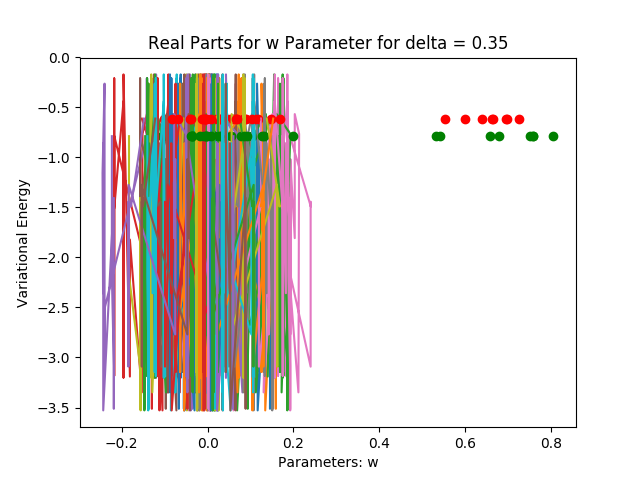 Real Parts for w Parameter for delta = 0.35
0.0
−0.5
−1.0
−1.5
−2.0
−2.5
−3.0
−3.5
Variational Energy
−0.2 0.0 0.2 0.4 0.6 0.8
Parameters: w